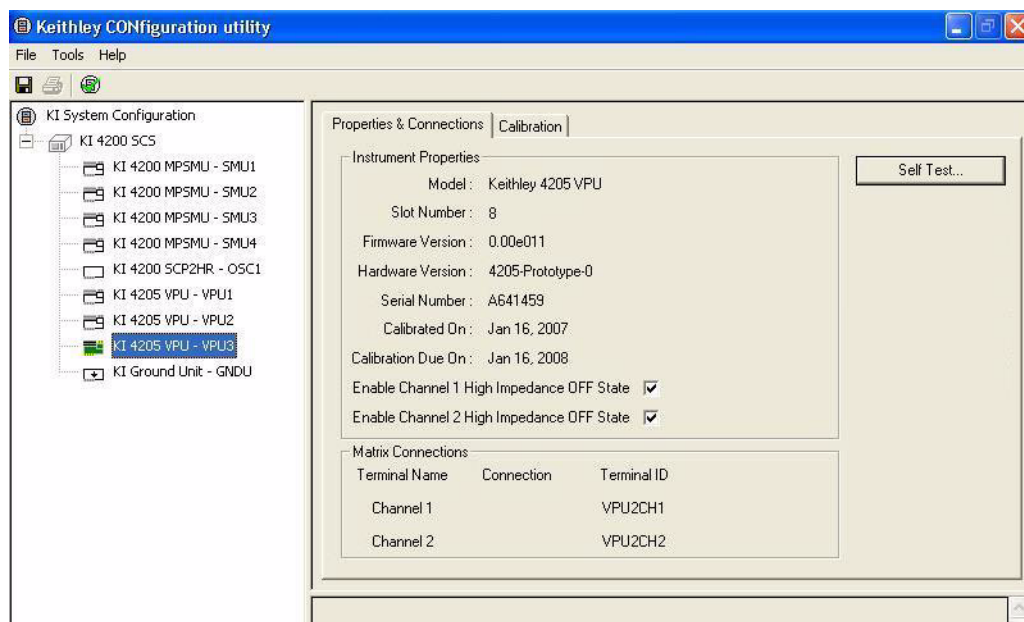 Keithley CONfiguration utility
File Tools Help
KI System Configuration
KI 4200 SCS
KI 4200 MPSMU - SMU1
KI 4200 MPSMU - SMU2
KI 4200 MPSMU - SMU3
KI 4200 MPSMU - SMU4
KI 4200 SCP2HR - OSC1
KI 4205 VPU - VPU1
KI 4205 VPU - VPU2
KI 4205 VPU - VPU3
KI Ground Unit - GNDU
Properties & Connections Calibration
Instrument Properties
Self Test...
Model : Keithley 4205 VPU
Slot Number : 8
Firmware Version : 0.00e011
Hardware Version : 4205-Prototype-0
Serial Number : A641459
Calibrated On : Jan 16, 2007
Calibration Due On : Jan 16, 2008
Enable Channel 1 High Impedance OFF State
Enable Channel 2 High Impedance OFF State
Matrix Connections
Terminal Name Connection Terminal ID
Channel 1 VPU2CH1
Channel 2 VPU2CH2